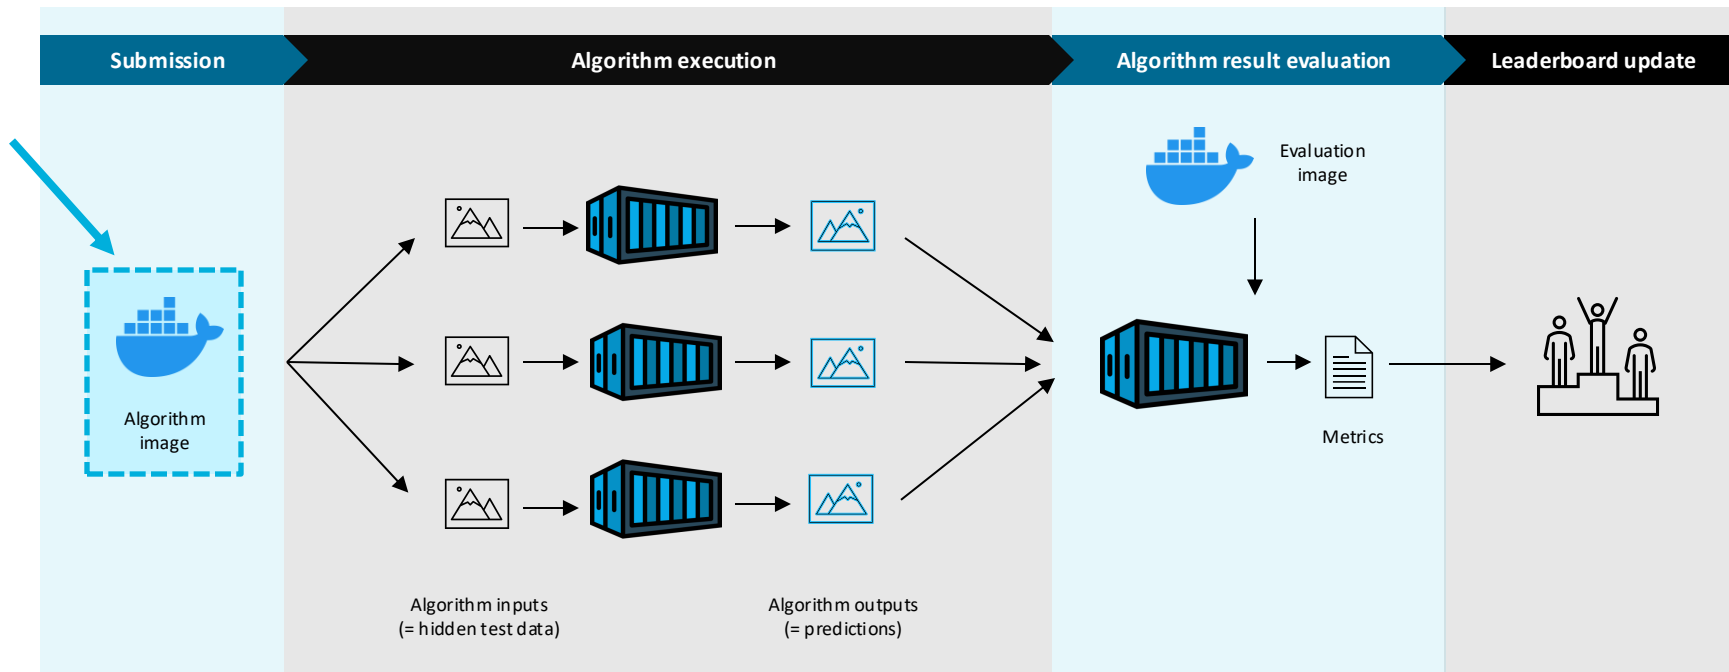 Submission
Algorithm execution
Algorithm result evaluation
Leaderboard update
Evaluation
image
Algorithm
image
Metrics
Algorithm inputs
(= hidden test data)
Algorithm outputs
(= predictions)